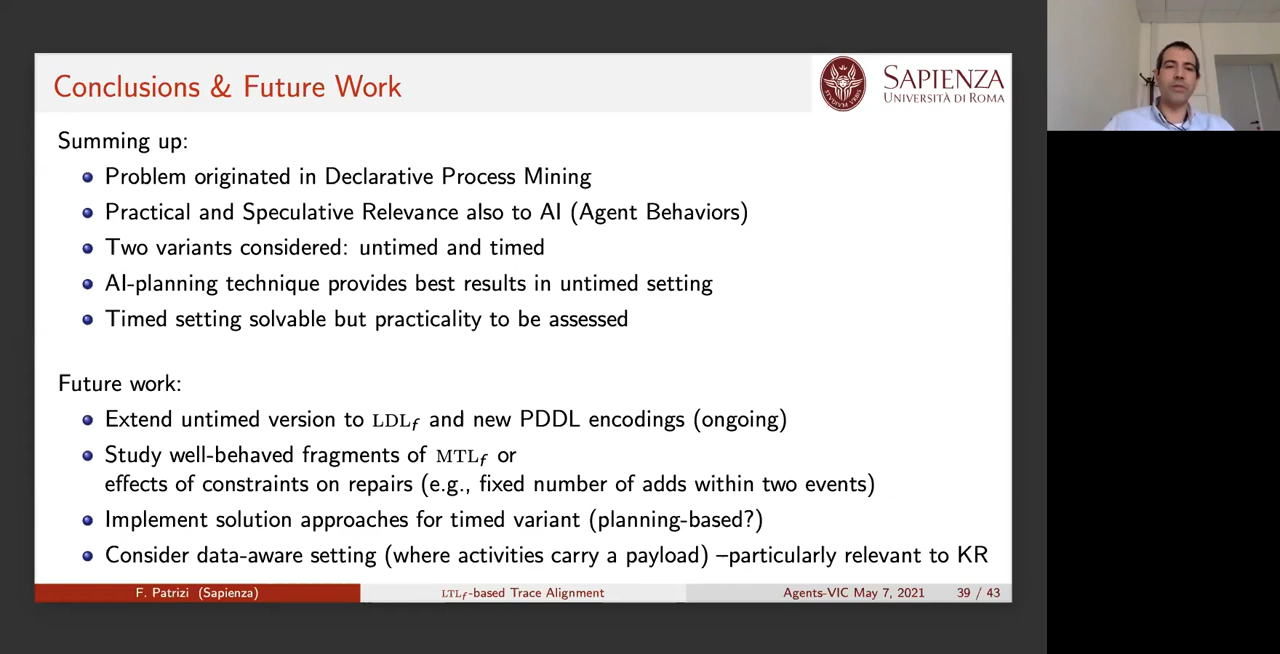 Conclusions & Future Work
SAPIENZA
UNIVERSITÀ DI ROMA
Summing up:
Problem originated in Declarative Process Mining
Practical and Speculative Relevance also to AI (Agent Behaviors)
Two variants considered: untimed and timed
AI-planning technique provides best results in untimed setting
Timed setting solvable but practicality to be assessed
Future work:
Extend untimed version to LDLf and new PDDL encodings (ongoing)
Study well-behaved fragments of MTLf or
effects of constraints on repairs (e.g., fixed number of adds within two events)
Implement solution approaches for timed variant (planning-based?)
Consider data-aware setting (where activities carry a payload) –particularly relevant to KR
F. Patrizi (Sapienza)
LTLf-based Trace Alignment
Agents-VIC May 7, 2021
39 / 43